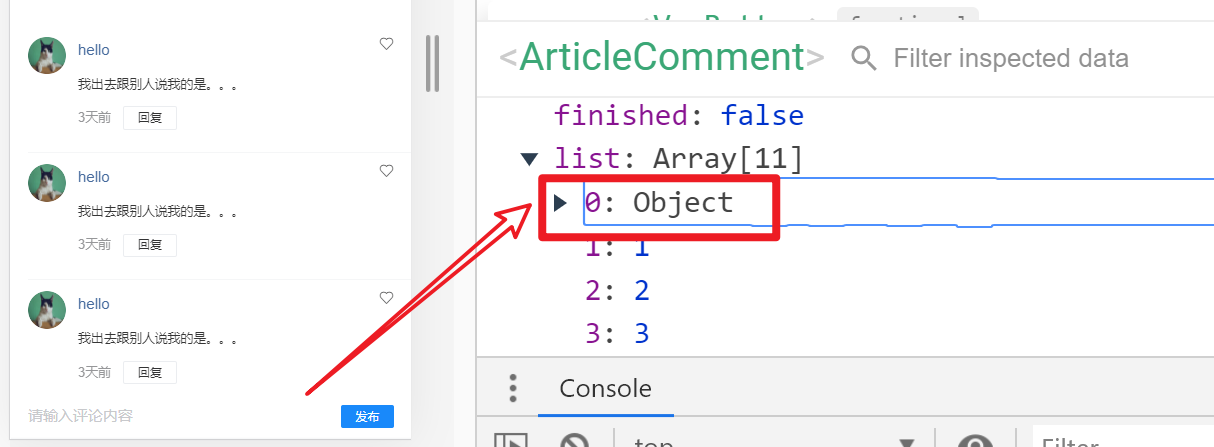 hello
我出去跟别人说我的是。。。
3天前 回复
hello
我出去跟别人说我的是。。。
3天前 回复
hello
我出去跟别人说我的是。。。
3天前 回复
请输入评论内容 发布
<ArticleComment> Filter inspected data
finished: false
list: Array[11]
0: Object
1: 1
2: 2
3: 3
Console
top
Filter